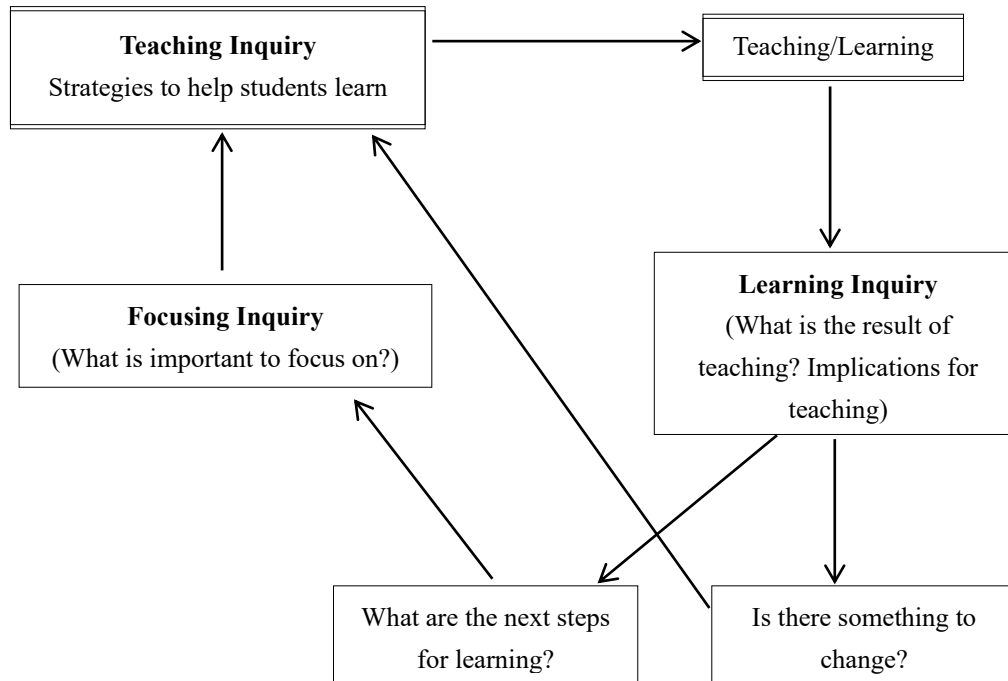 Teaching Inquiry
Strategies to help students learn
Teaching/Learning
Focusing Inquiry
(What is important to focus on?)
Learning Inquiry
(What is the result of
teaching? Implications for
teaching)
What are the next steps
for learning?
Is there something to
change?